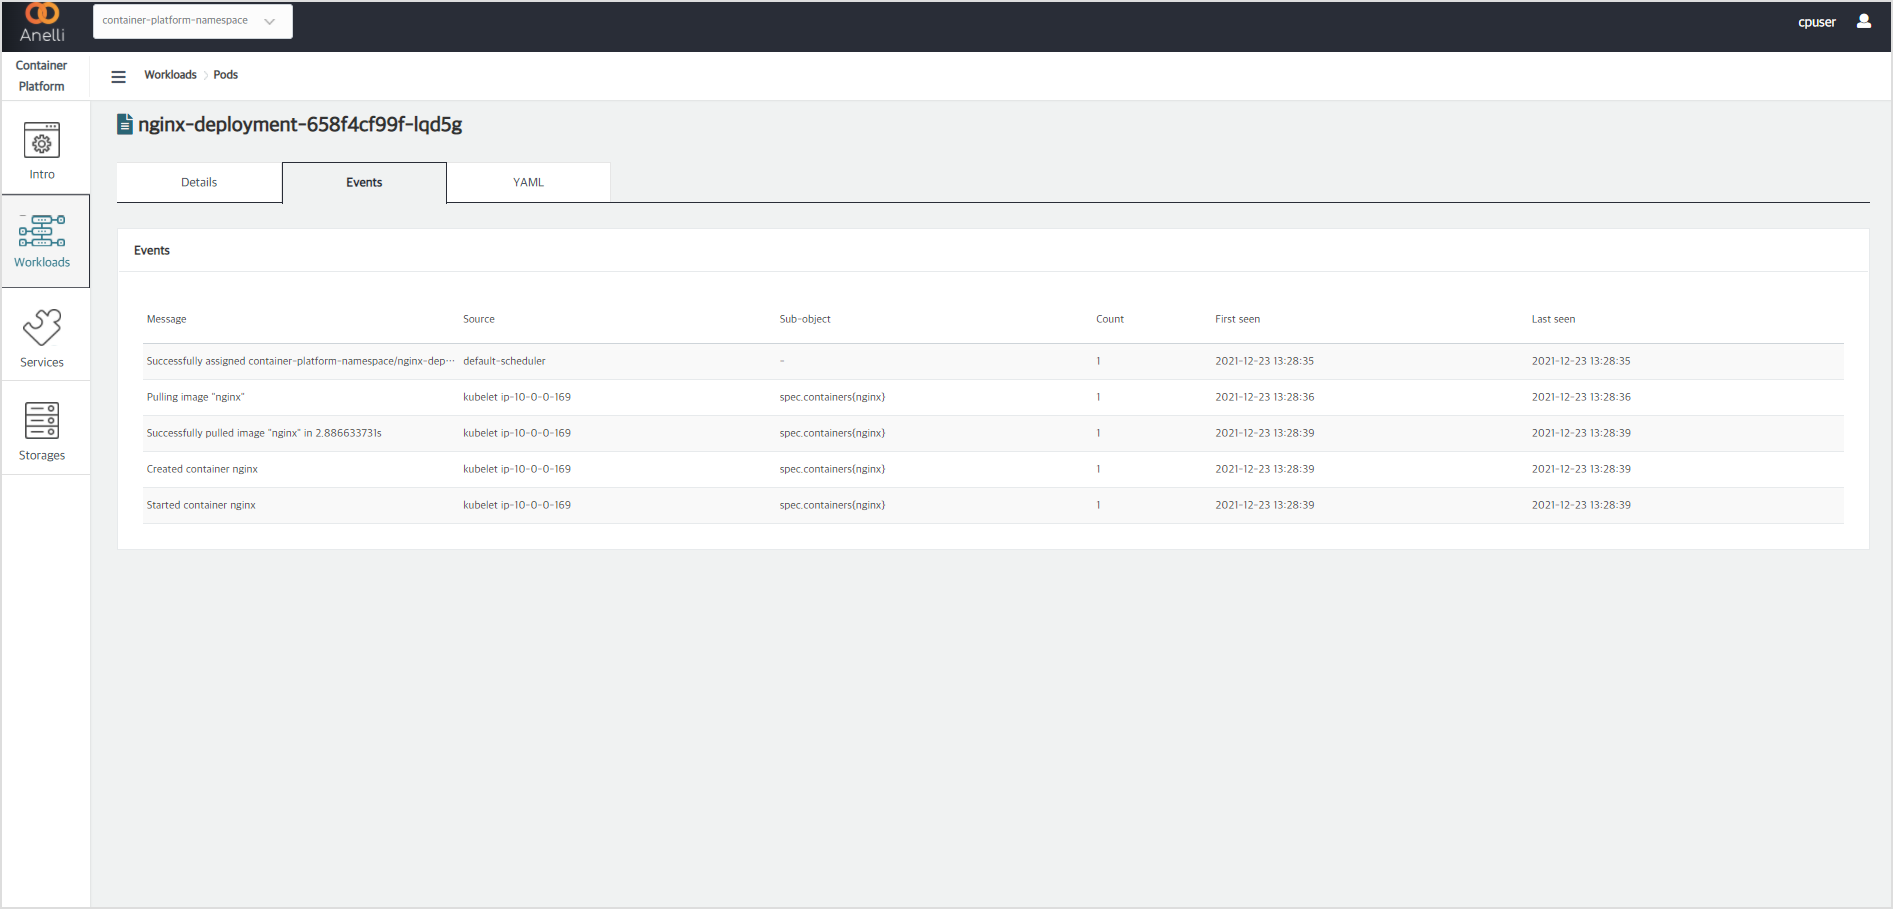 Anelli
container-platform-namespace
cpuser
Container
Platform
Workloads > Pods
nginx-deployment-658f4cf99f-lqd5g
Intro
Workloads
Services
Storages
Details Events YAML
Events
Message Source Sub-object Count First seen Last seen
Successfully assigned container-platform-namespace/nginx-dep··· default-scheduler - 1 2021-12-23 13:28:35 2021-12-23 13:28:35
Pulling image "nginx" kubelet ip-10-0-0-169 spec.containers{nginx} 1 2021-12-23 13:28:36 2021-12-23 13:28:36
Successfully pulled image "nginx" in 2.886633731s kubelet ip-10-0-0-169 spec.containers{nginx} 1 2021-12-23 13:28:39 2021-12-23 13:28:39
Created container nginx kubelet ip-10-0-0-169 spec.containers{nginx} 1 2021-12-23 13:28:39 2021-12-23 13:28:39
Started container nginx kubelet ip-10-0-0-169 spec.containers{nginx} 1 2021-12-23 13:28:39 2021-12-23 13:28:39